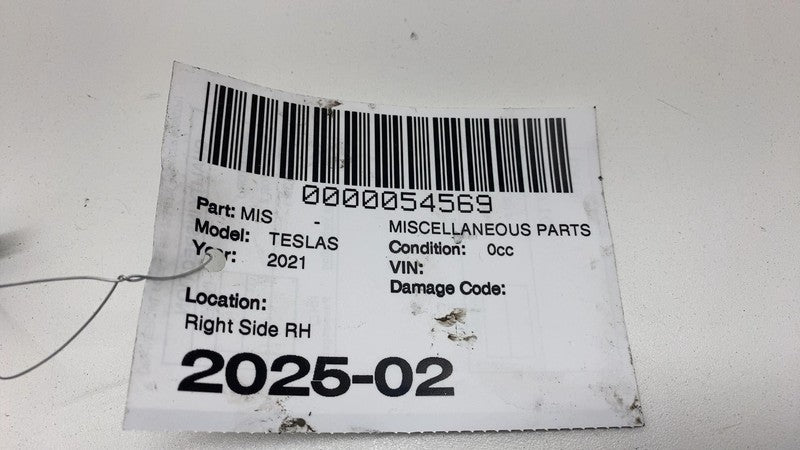 0000054569
Part: MIS - MISCELLANEOUS PARTS
Model: TESLAS Condition: 0cc
Year: 2021 VIN:
Damage Code:
Location:
Right Side RH
2025-02